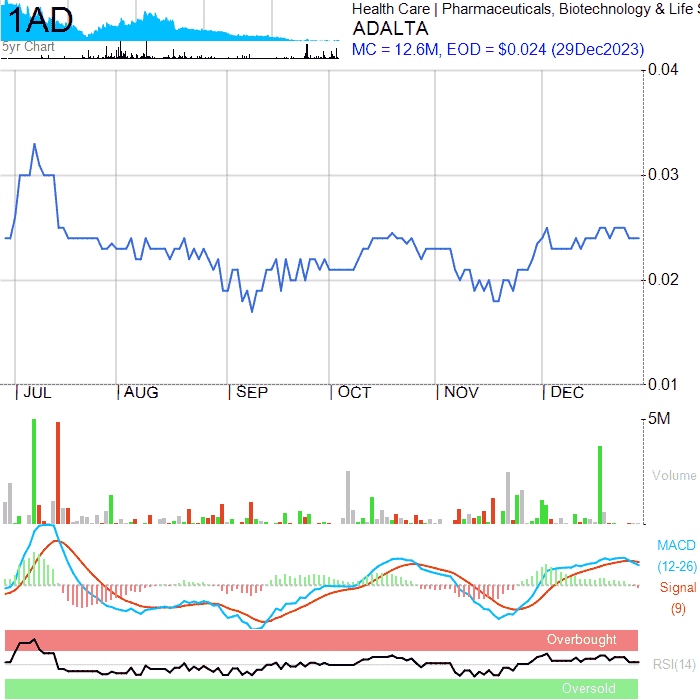 1AD
5yr Chart
Health Care | Pharmaceuticals, Biotechnology & Life
ADALTA
MC = 12.6M, EOD = $0.024 (29Dec2023)
0.04
0.03
0.02
0.01
| JUL | AUG | SEP | OCT | NOV | DEC
5M
Volume
MACD
(12-26)
Signal
(9)
Overbought
RSI(14)
Oversold